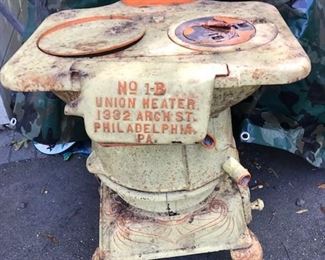 No 1-B
UNION HEATER
1332 ARCH ST.
PHILADELPHIA,
PA.